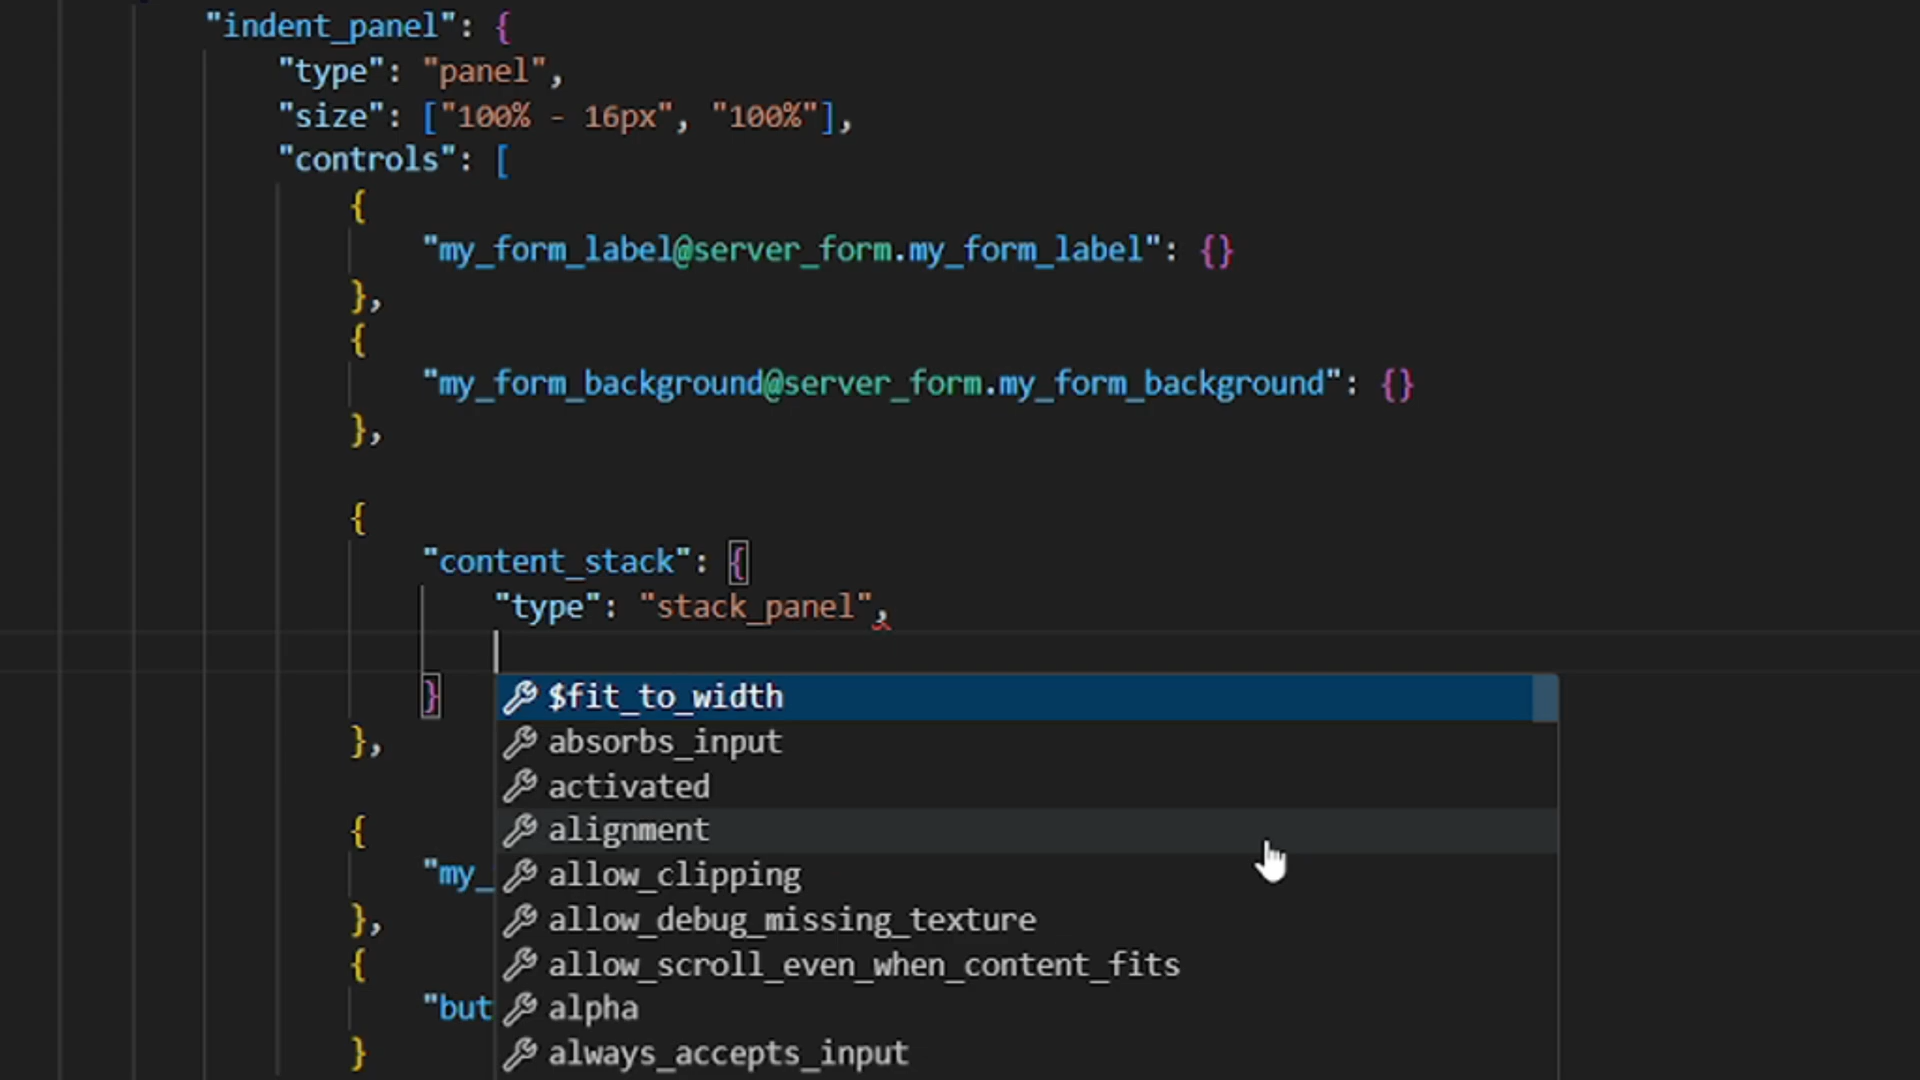 "indent_panel": {
"type": "panel",
"size": ["100% - 16px", "100%"],
"controls": [
{
"my_form_label@server_form.my_form_label": {}
},
{
"my_form_background@server_form.my_form_background": {}
},
{
"content_stack": {
"type": "stack_panel",
}
$fit_to_width
absorbs_input
},
activated
{
alignment
"my_
allow_clipping
},
allow_debug_missing_texture
{
allow_scroll_even_when_content_fits
"but
alpha
}
always_accepts_input